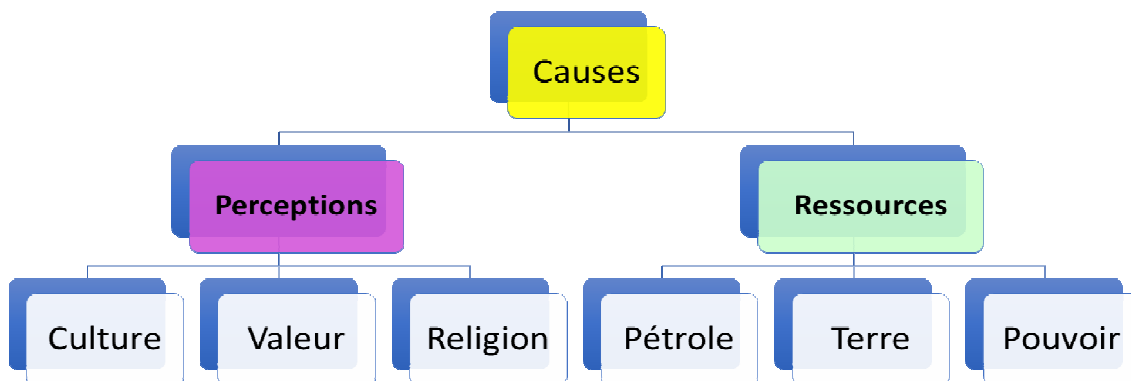 Causes
Perceptions
Ressources
Culture
Valeur
Religion
Pétrole
Terre
Pouvoir